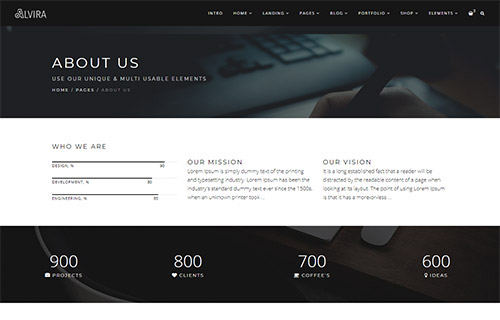 ALVIRA
INTRO HOME LANDING PAGES BLOG PORTFOLIO SHOP ELEMENTS
ABOUT US
USE OUR UNIQUE & MULTI USABLE ELEMENTS
HOME / PAGES / ABOUT US
WHO WE ARE
DESIGN, % 90
DEVELOPMENT, % 80
ENGINEERING, % 85
OUR MISSION
Lorem Ipsum is simply dummy text of the printing
and typesetting industry. Lorem Ipsum has been the
industry's standard dummy text ever since the 1500s,
when an unknown printer took ...
OUR VISION
It is a long established fact that a reader will be
distracted by the readable content of a page when
looking at its layout. The point of using Lorem Ipsum
is that it has a more-or-less ...
900
PROJECTS
800
CLIENTS
700
COFFEE'S
600
IDEAS